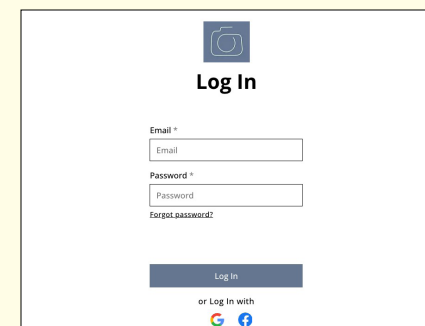 Log In
Email *
Email
Password *
Password
Forgot password?
Log In
or Log In with